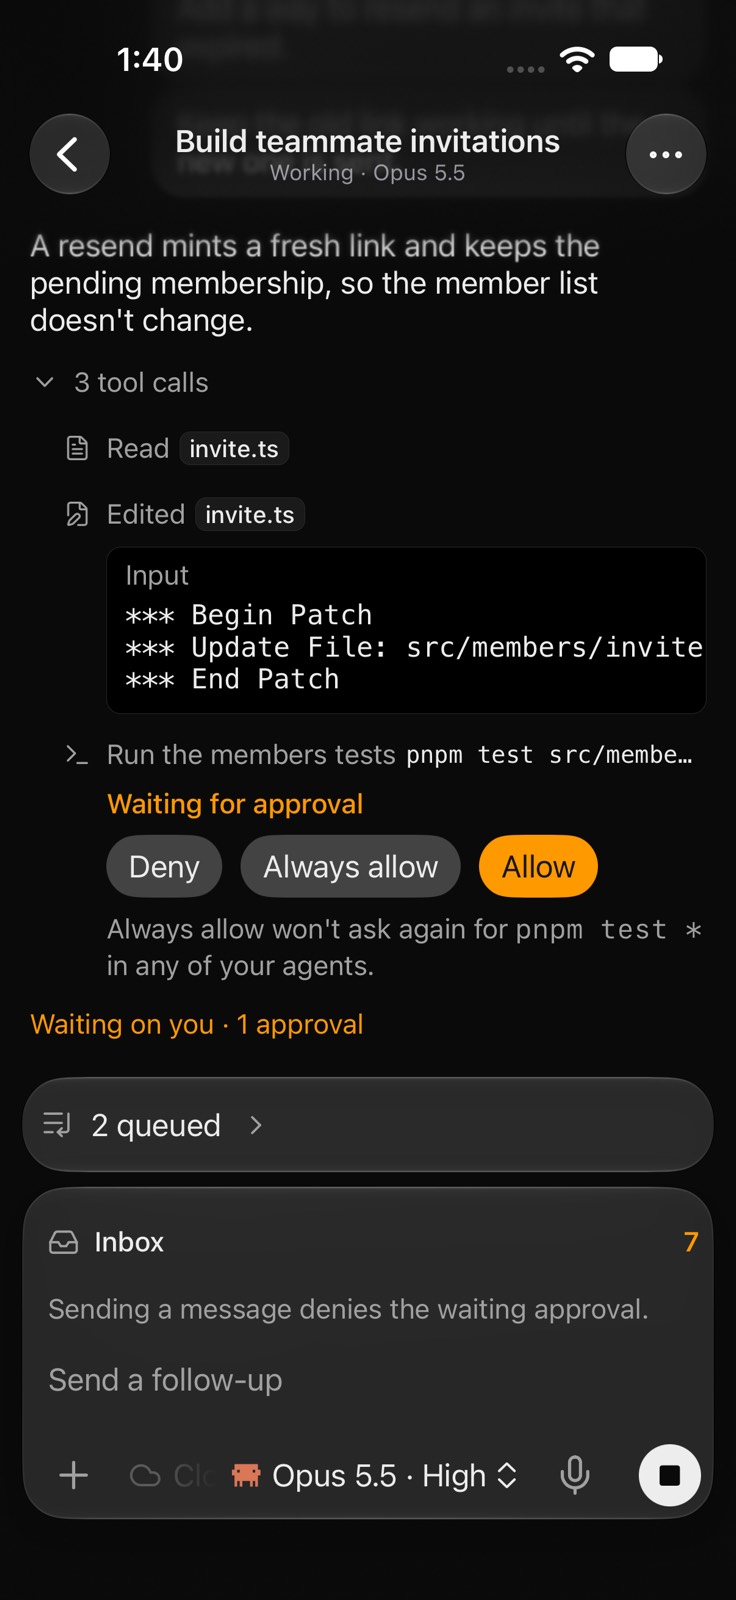 expired.
1:40
Build teammate invitations
Working · Opus 5.5
A resend mints a fresh link and keeps the
pending membership, so the member list
doesn't change.
3 tool calls
Read invite.ts
Edited invite.ts
Input
*** Begin Patch
*** Update File: src/members/invite
*** End Patch
Run the members tests pnpm test src/membe…
Waiting for approval
Deny
Always allow
Allow
Always allow won't ask again for pnpm test *
in any of your agents.
Waiting on you · 1 approval
2 queued
Inbox
7
Sending a message denies the waiting approval.
Send a follow-up
Opus 5.5 · High